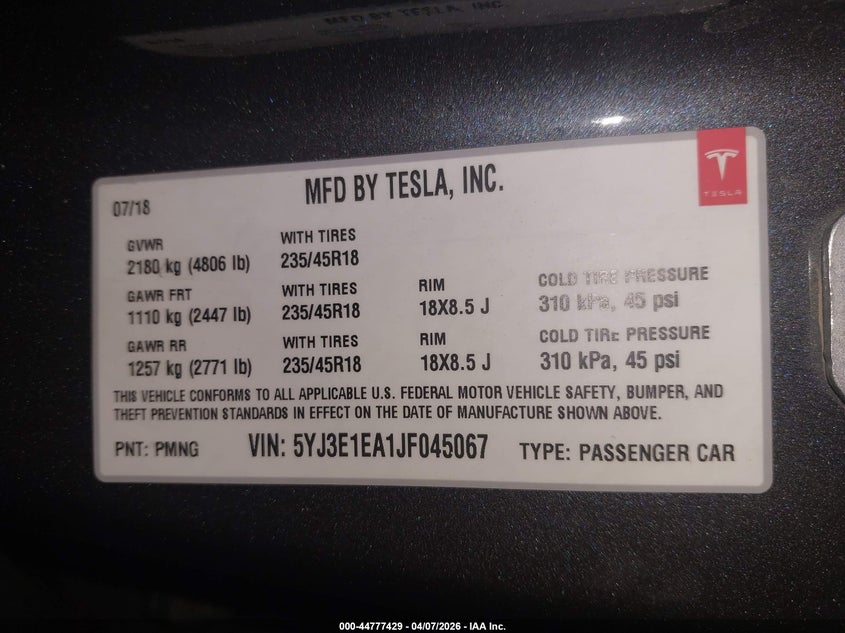 MFD BY TESLA, INC.
MFD BY TESLA, INC.
07/18
TESLA
GVWR
2180 kg (4806 lb)
WITH TIRES
235/45R18
GAWR FRT
1110 kg (2447 lb)
WITH TIRES
235/45R18
RIM
18X8.5 J
COLD TIRE PRESSURE
310 kPa, 45 psi
GAWR RR
1257 kg (2771 lb)
WITH TIRES
235/45R18
RIM
18X8.5 J
COLD TIRE PRESSURE
310 kPa, 45 psi
THIS VEHICLE CONFORMS TO ALL APPLICABLE U.S. FEDERAL MOTOR VEHICLE SAFETY, BUMPER, AND
THEFT PREVENTION STANDARDS IN EFFECT ON THE DATE OF MANUFACTURE SHOWN ABOVE.
PNT: PMNG
VIN: 5YJ3E1EA1JF045067
TYPE: PASSENGER CAR
000-44777429 - 04/07/2026 - IAA Inc.